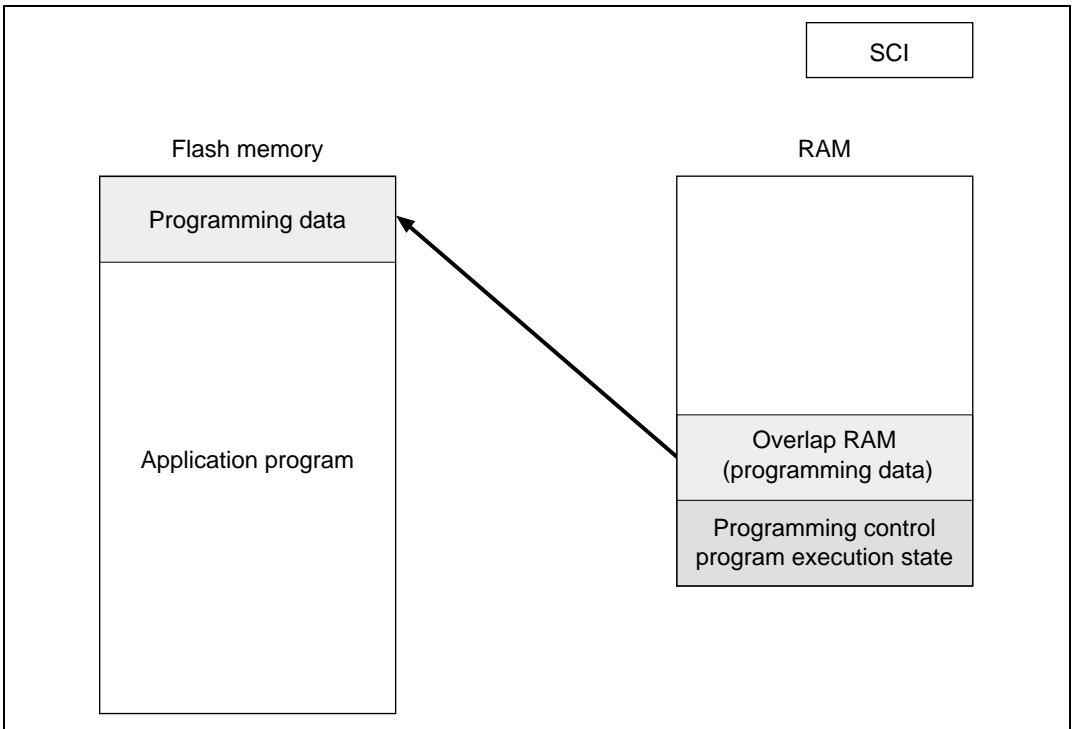 SCI
Flash memory
RAM
Programming data
Application program
Overlap RAM
(programming data)
Programming control
program execution state